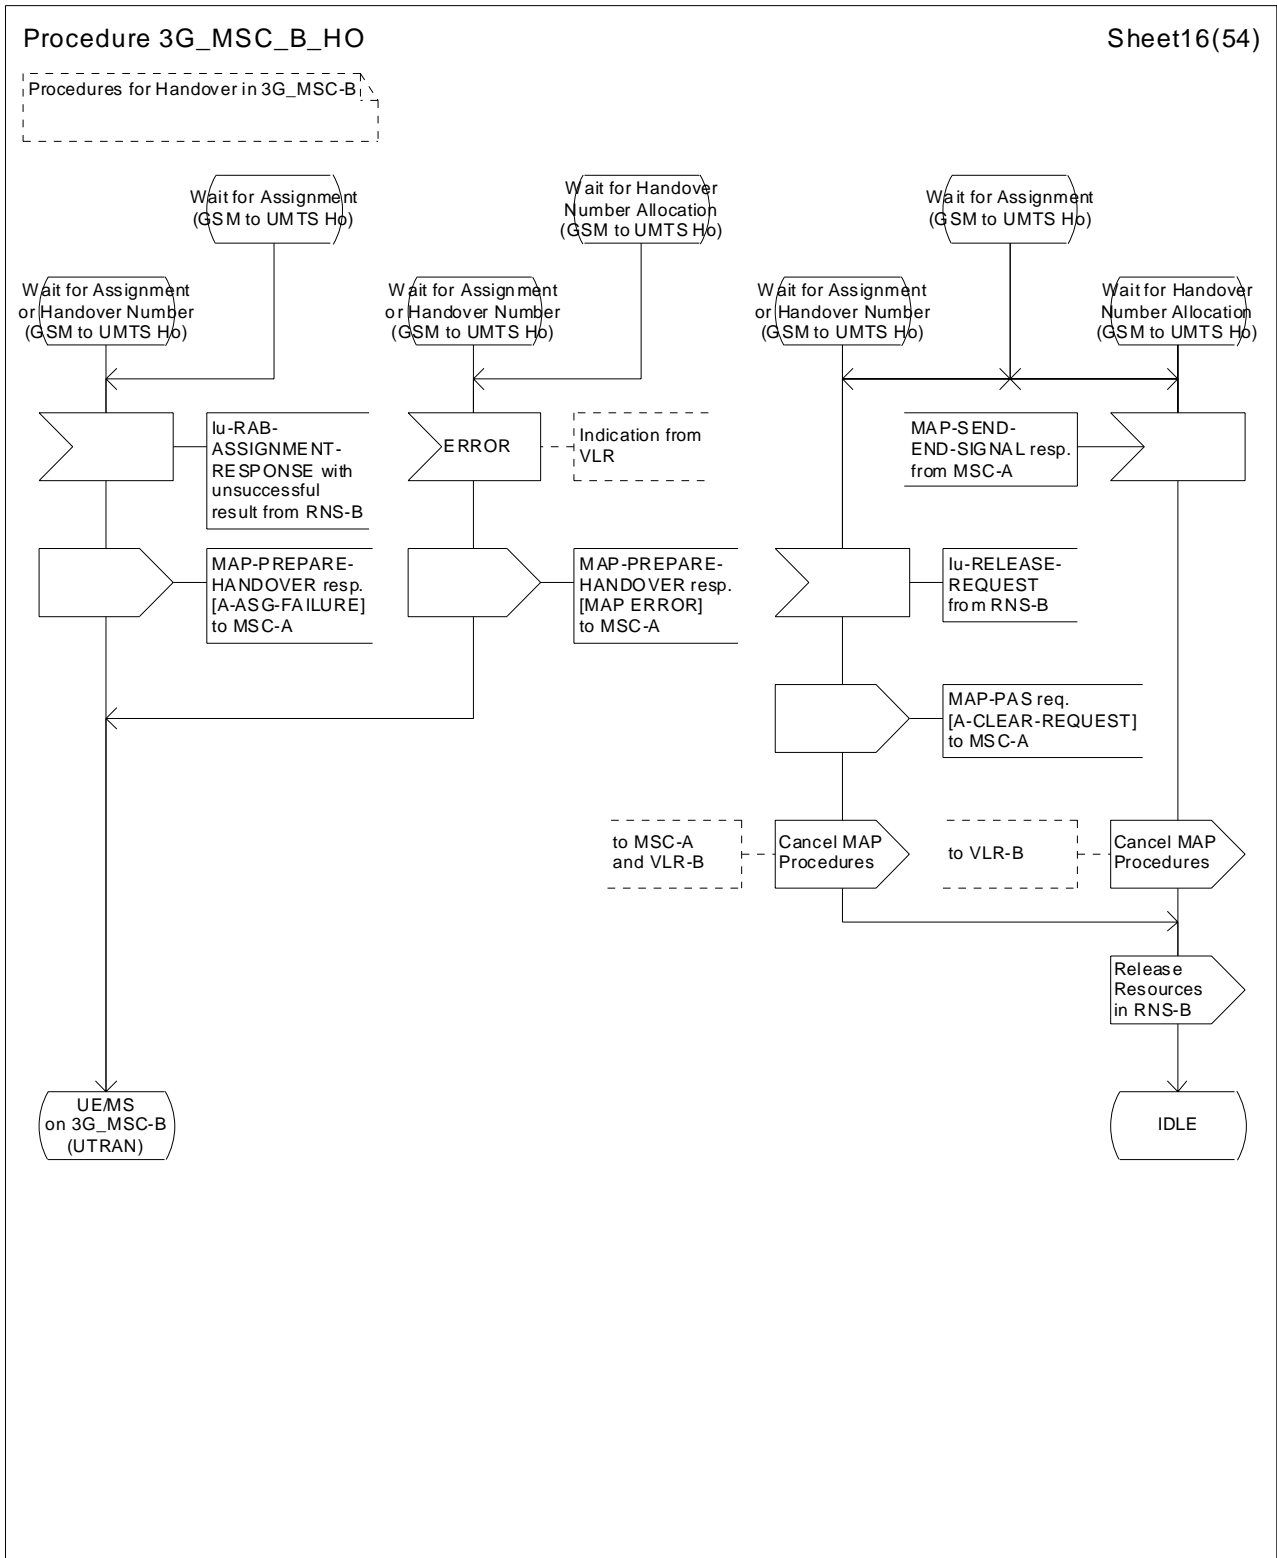 Procedure 3G_MSC_B_HO
Sheet16(54)
Procedures for Handover in 3G_MSC-B
Wait for Assignment
(GSM to UMTS Ho)
Wait for Handover
Number Allocation
(GSM to UMTS Ho)
Wait for Assignment
(GSM to UMTS Ho)
Wait for Assignment
or Handover Number
(GSM to UMTS Ho)
Wait for Assignment
or Handover Number
(GSM to UMTS Ho)
Wait for Assignment
or Handover Number
(GSM to UMTS Ho)
Wait for Handover
Number Allocation
(GSM to UMTS Ho)
Iu-RAB-
ASSIGNMENT-
RESPONSE with
unsuccessful
result from RNS-B
ERROR
Indication from
VLR
MAP-SEND-
END-SIGNAL resp.
from MSC-A
MAP-PREPARE-
HANDOVER resp.
[A-ASG-FAILURE]
to MSC-A
MAP-PREPARE-
HANDOVER resp.
[MAP ERROR]
to MSC-A
Iu-RELEASE-
REQUEST
from RNS-B
MAP-PAS req.
[A-CLEAR-REQUEST]
to MSC-A
to MSC-A
and VLR-B
Cancel MAP
Procedures
to VLR-B
Cancel MAP
Procedures
Release
Resources
in RNS-B
UE/MS
on 3G_MSC-B
(UTRAN)
IDLE